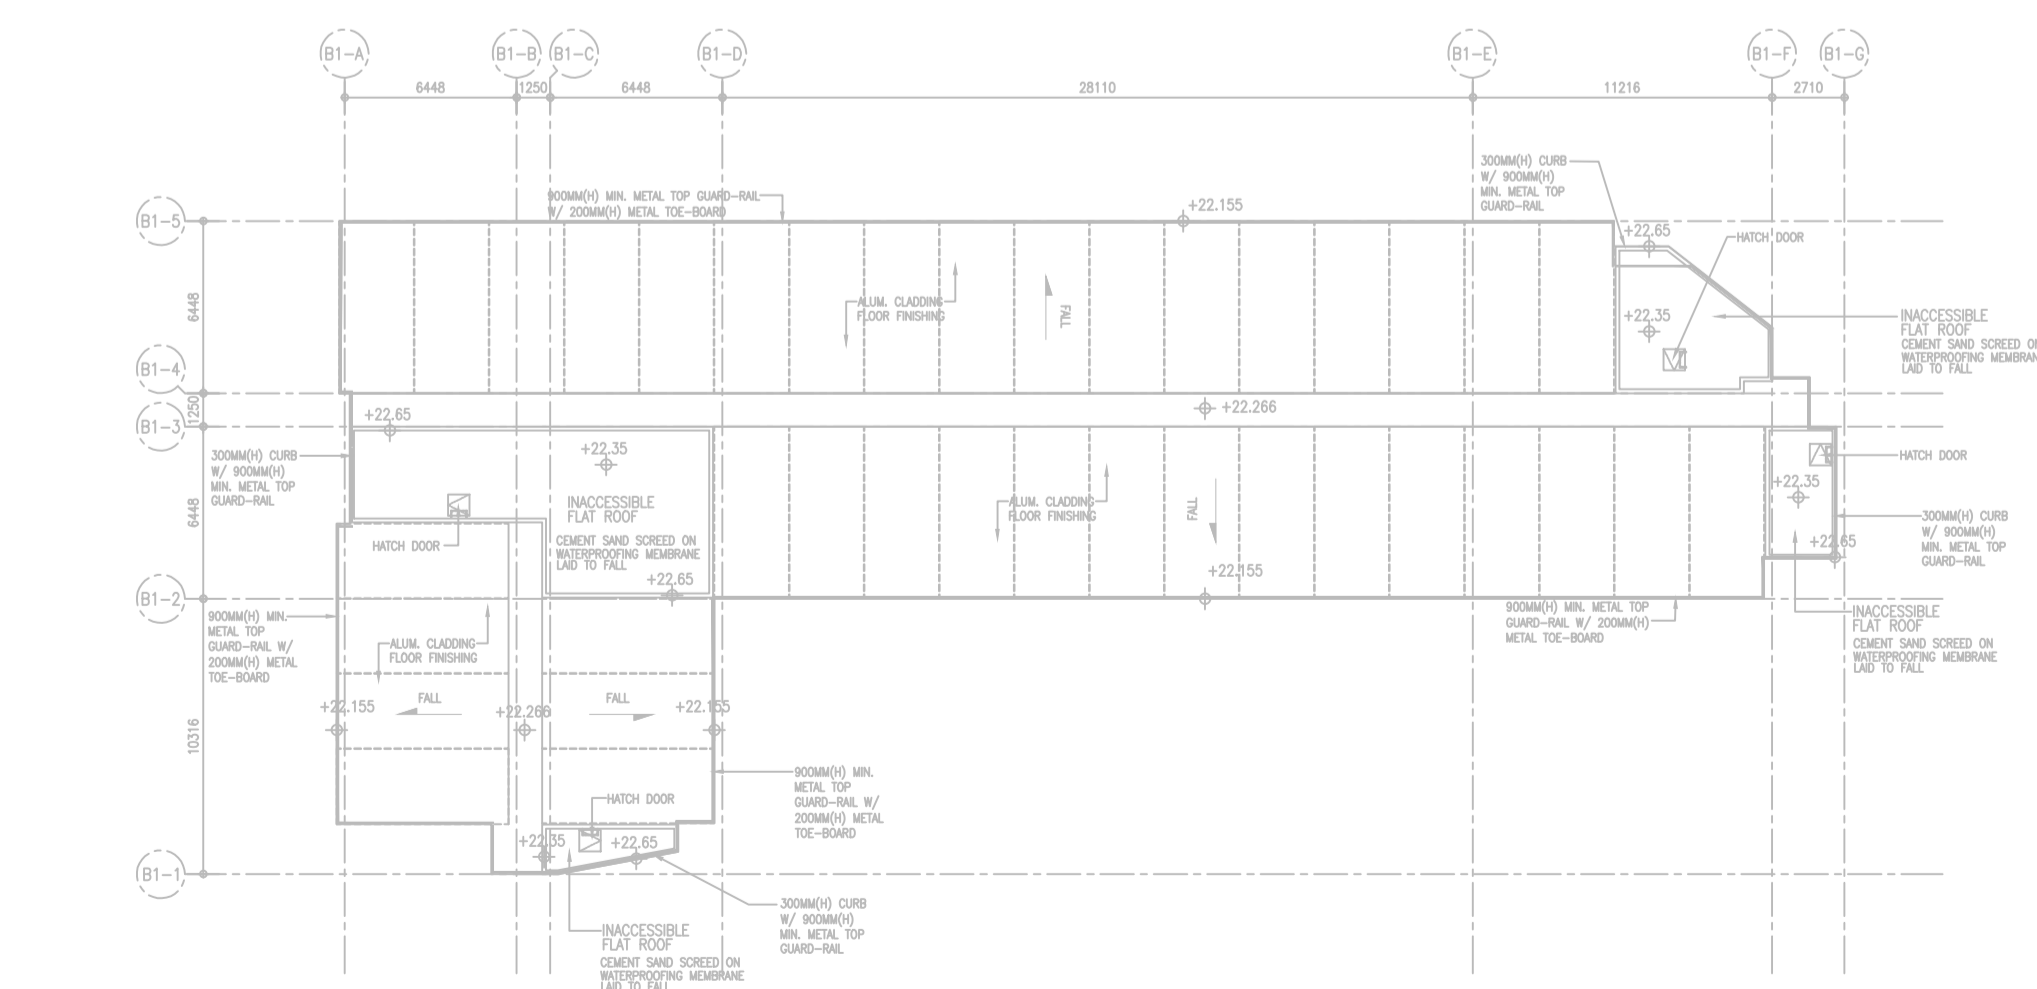 B1-A
B1-B
B1-C
B1-D
B1-E
B1-F
B1-G
6448
1250
6448
28110
11216
2710
300MM(H) CURB
W/ 900MM(H)
MIN. METAL TOP
GUARD-RAIL
900MM(H) MIN. METAL TOP GUARD-RAIL
W/ 200MM(H) METAL TOE-BOARD
+22.155
B1-5
+22.65
HATCH DOOR
6448
ALUM. CLADDING
FLOOR FINISHING
FALL
+22.35
INACCESSIBLE
FLAT ROOF
CEMENT SAND SCREED ON
WATERPROOFING MEMBRANE
LAID TO FALL
B1-4
1250
+22.65
+22.266
B1-3
300MM(H) CURB
W/ 900MM(H)
MIN. METAL TOP
GUARD-RAIL
+22.35
HATCH DOOR
6448
INACCESSIBLE
FLAT ROOF
ALUM. CLADDING
FLOOR FINISHING
FALL
+22.35
HATCH DOOR
CEMENT SAND SCREED ON
WATERPROOFING MEMBRANE
LAID TO FALL
300MM(H) CURB
W/ 900MM(H)
MIN. METAL TOP
GUARD-RAIL
+22.65
+22.65
+22.155
B1-2
900MM(H) MIN.
METAL TOP
GUARD-RAIL W/
200MM(H) METAL
TOE-BOARD
900MM(H) MIN. METAL TOP
GUARD-RAIL W/ 200MM(H)
METAL TOE-BOARD
INACCESSIBLE
FLAT ROOF
CEMENT SAND SCREED ON
WATERPROOFING MEMBRANE
LAID TO FALL
ALUM. CLADDING
FLOOR FINISHING
10316
+22.155
FALL
+22.266
FALL
+22.155
900MM(H) MIN.
METAL TOP
GUARD-RAIL W/
200MM(H) METAL
TOE-BOARD
HATCH DOOR
+22.35
+22.65
B1-1
300MM(H) CURB
W/ 900MM(H)
MIN. METAL TOP
GUARD-RAIL
INACCESSIBLE
FLAT ROOF
CEMENT SAND SCREED ON
WATERPROOFING MEMBRANE
LAID TO FALL